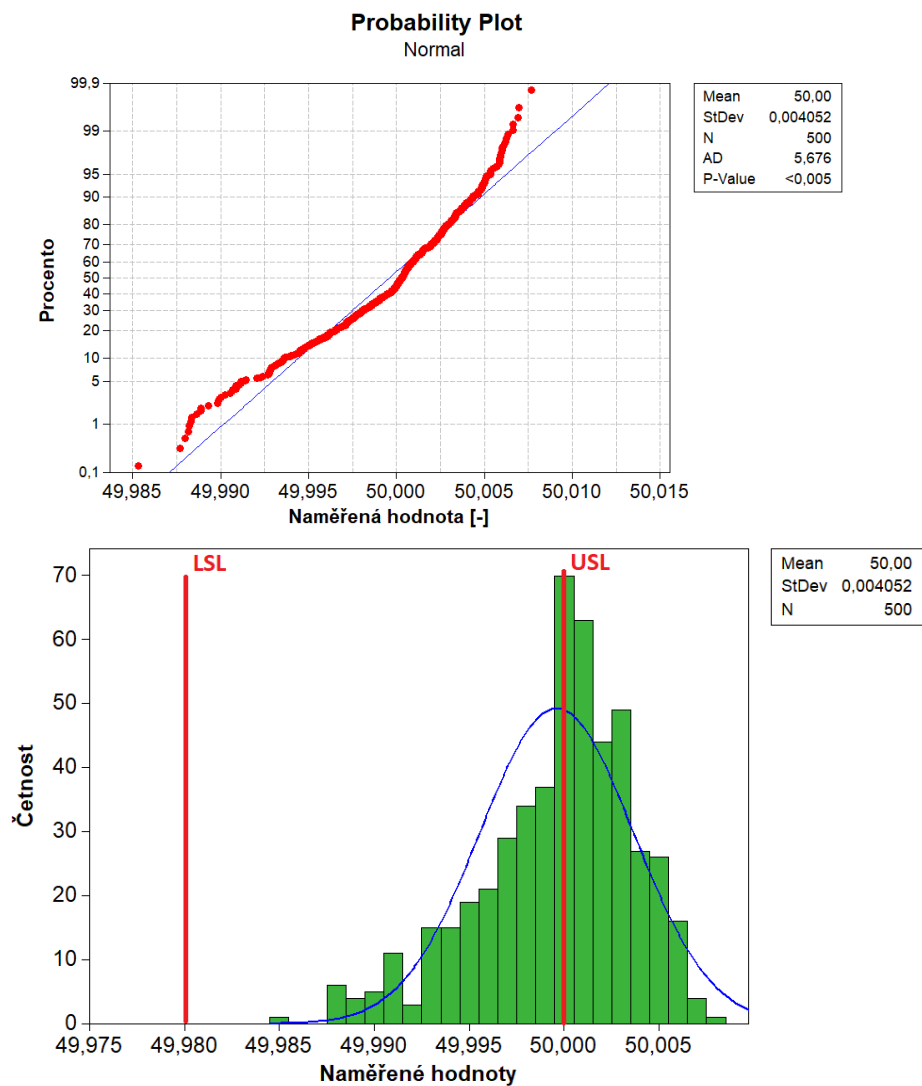 Probability Plot
Normal
Mean 50,00
StDev 0,004052
N 500
AD 5,676
P-Value <0,005
Procento
99,9
99
95
90
80
70
60
50
40
30
20
10
5
1
0,1
49,985 49,990 49,995 50,000 50,005 50,010 50,015
Naměřená hodnota [-]
LSL
USL
Mean 50,00
StDev 0,004052
N 500
Četnost
70
60
50
40
30
20
10
0
49,975 49,980 49,985 49,990 49,995 50,000 50,005
Naměřené hodnoty